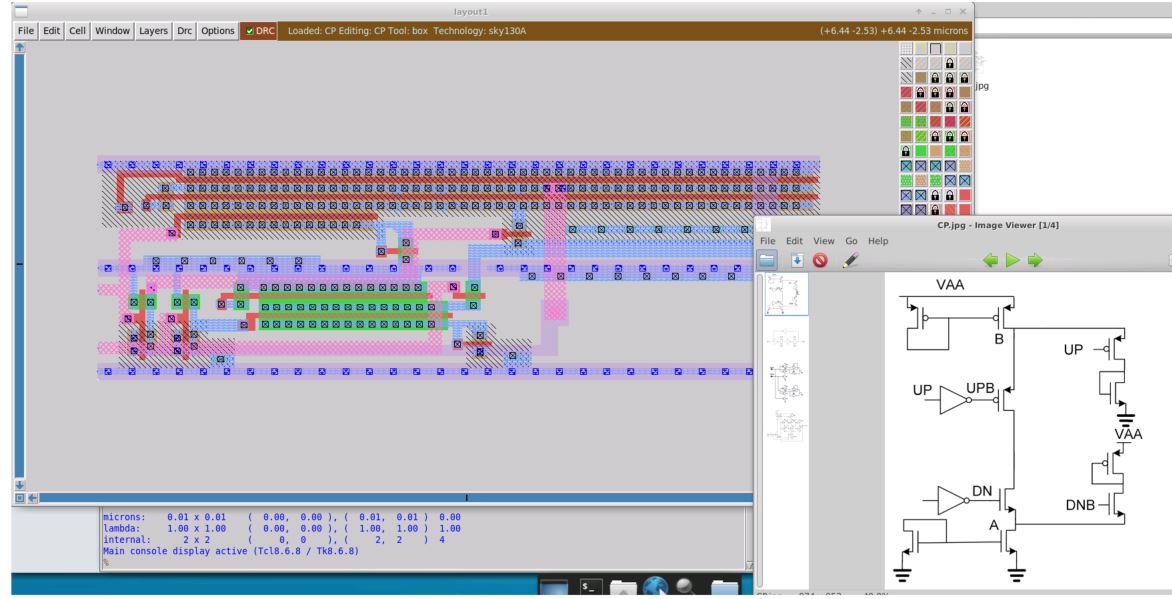 layout1
File Edit Cell Window Layers Drc Options DRC Loaded: CP Editing: CP Tool: box Technology: sky130A (+6.44 -2.53) +6.44 -2.53 microns
jpg
CP.jpg - Image Viewer [1/4]
File Edit View Go Help
VAA
B
UP
UP
UPB
VAA
DN
DNB
A
microns: 0.01 x 0.01 ( 0.00, 0.00 ), ( 0.01, 0.01 ) 0.00
lambda: 1.00 x 1.00 ( 0.00, 0.00 ), ( 1.00, 1.00 ) 1.00
internal: 2 x 2 ( 0, 0 ), ( 2, 2 ) 4
Main console display active (Tcl8.6.8 / Tk8.6.8)
%
$_